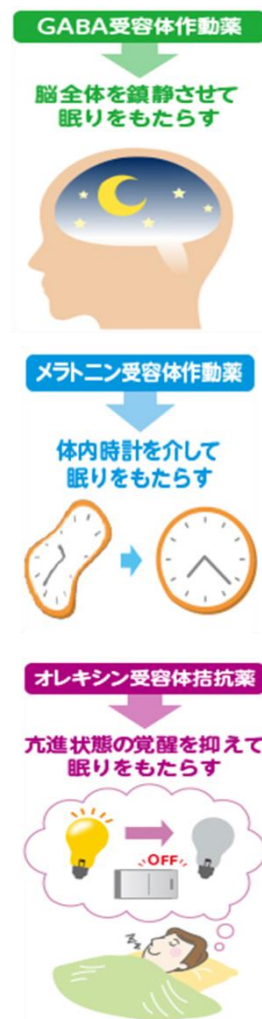 GABA受容体作動薬
脳全体を鎮静させて
眠りをもたらす
メラトニン受容体作動薬
体内時計を介して
眠りをもたらす
オレキシン受容体拮抗薬
亢進状態の覚醒を抑えて
眠りをもたらす
OFF
zzz